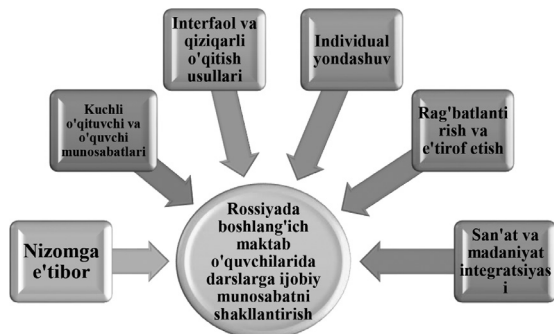 Interfaol va
qiziqarli
o'qitish
usullari
Individual
yondashuv
Kuchli
o'qituvchi va
o'quvchi
munosabatlari
Rag'batlanti
rish va
e'tirof etish
Nizomga
e'tibor
Rossiyada
boshlang'ich
maktab
o'quvchilarida
darslarga ijobiy
munosabatni
shakllantirish
San'at va
madaniyat
integratsiyas
i